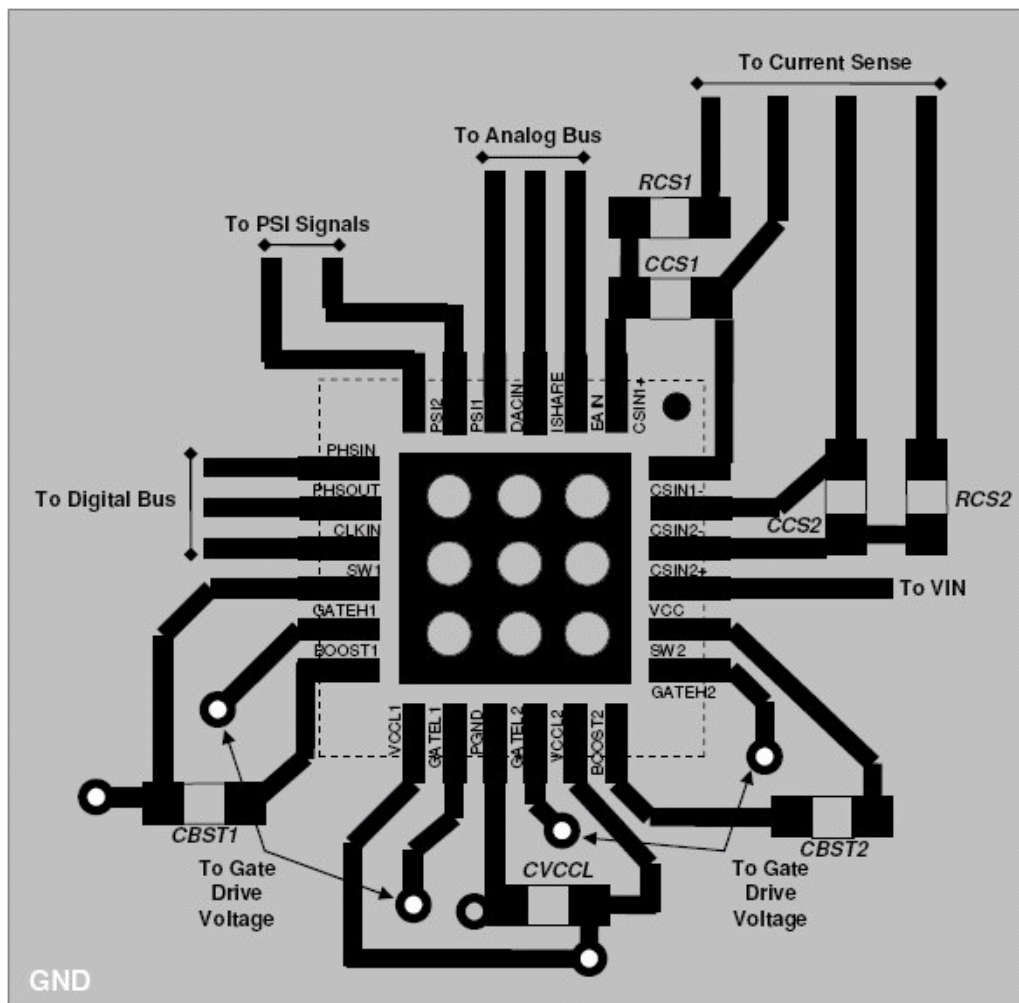 To Current Sense
To Analog Bus
RCS1
To PSI Signals
CCS1
PSI2
PSI1
DACIN
ISHARE
EAIN
CSIN1+
PHSIN
PHSOUT
CLKIN
SW1
GATEH1
BOOST1
To Digital Bus
CSIN1-
CSIN2-
CSIN2+
VCC
SW2
GATEH2
CCS2
RCS2
To VIN
VCCL1
GATEL1
PGND
GATEL2
VCCL2
BOOST2
CBST1
CBST2
CVCCL
To Gate
Drive
Voltage
To Gate
Drive
Voltage
GND